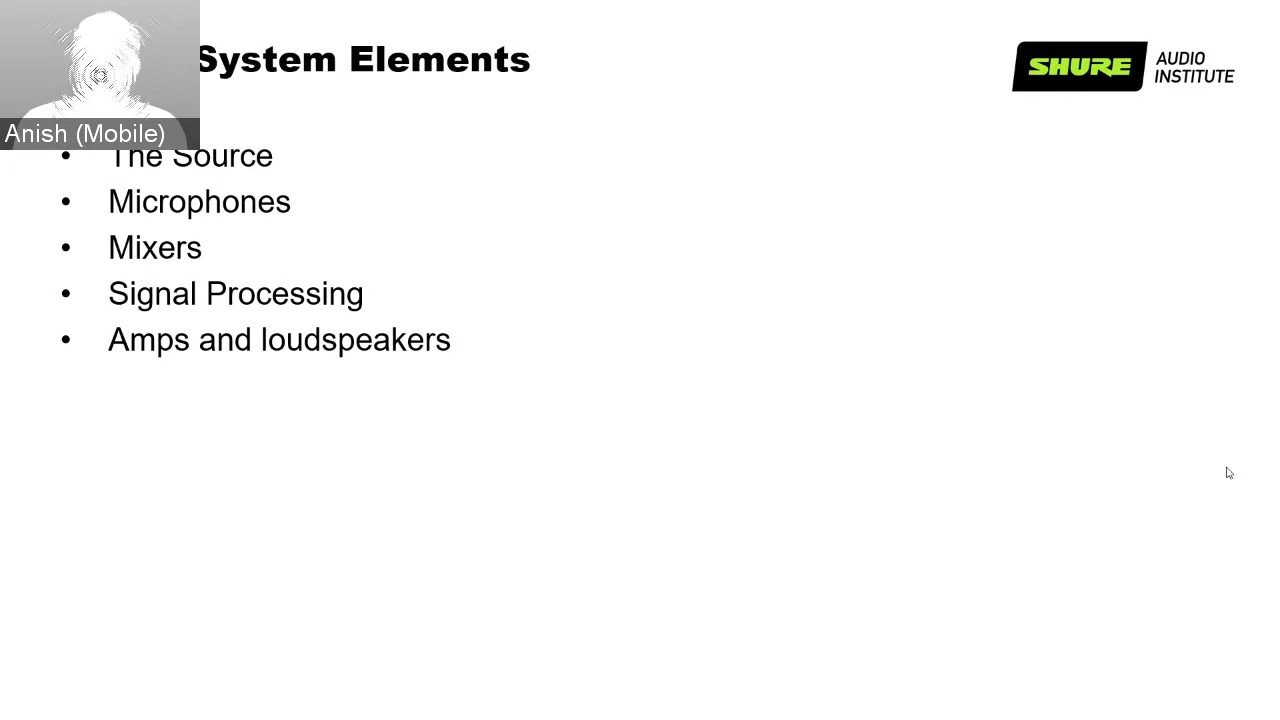 System Elements
SHURE AUDIO INSTITUTE
Anish (Mobile)
• The Source
• Microphones
• Mixers
• Signal Processing
• Amps and loudspeakers